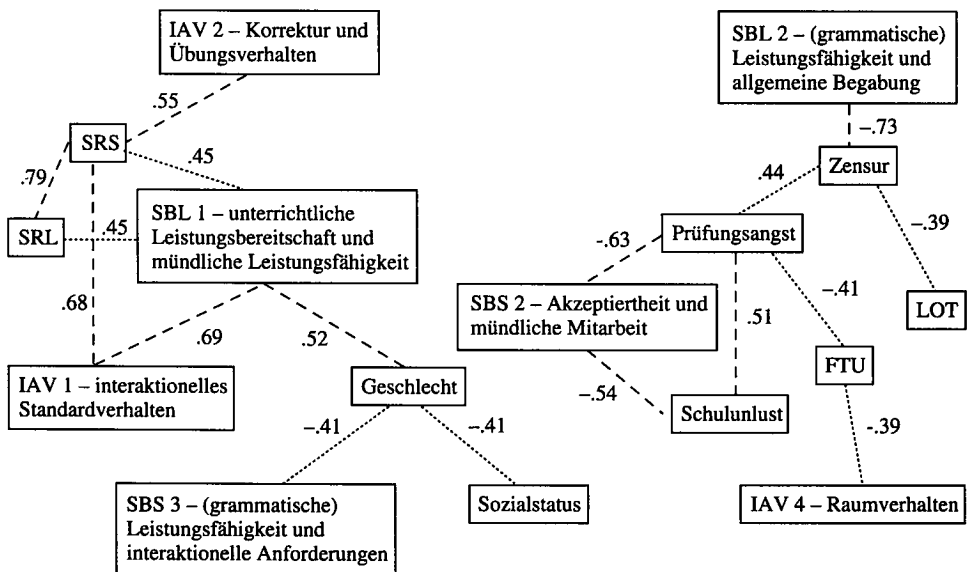 IAV 2 – Korrektur und
Übungsverhalten
.55
SRS
.45
.79
SRL
.45
SBL 1 – unterrichtliche
Leistungsbereitschaft und
mündliche Leistungsfähigkeit
.68
.69
.52
IAV 1 – interaktionelles
Standardverhalten
Geschlecht
–.41
–.41
SBS 3 – (grammatische)
Leistungsfähigkeit und
interaktionelle Anforderungen
Sozialstatus
SBL 2 – (grammatische)
Leistungsfähigkeit und
allgemeine Begabung
–.73
Zensur
.44
–.39
Prüfungsangst
-.63
–.41
LOT
SBS 2 – Akzeptiertheit und
mündliche Mitarbeit
.51
FTU
–.54
Schulunlust
–.39
IAV 4 – Raumverhalten